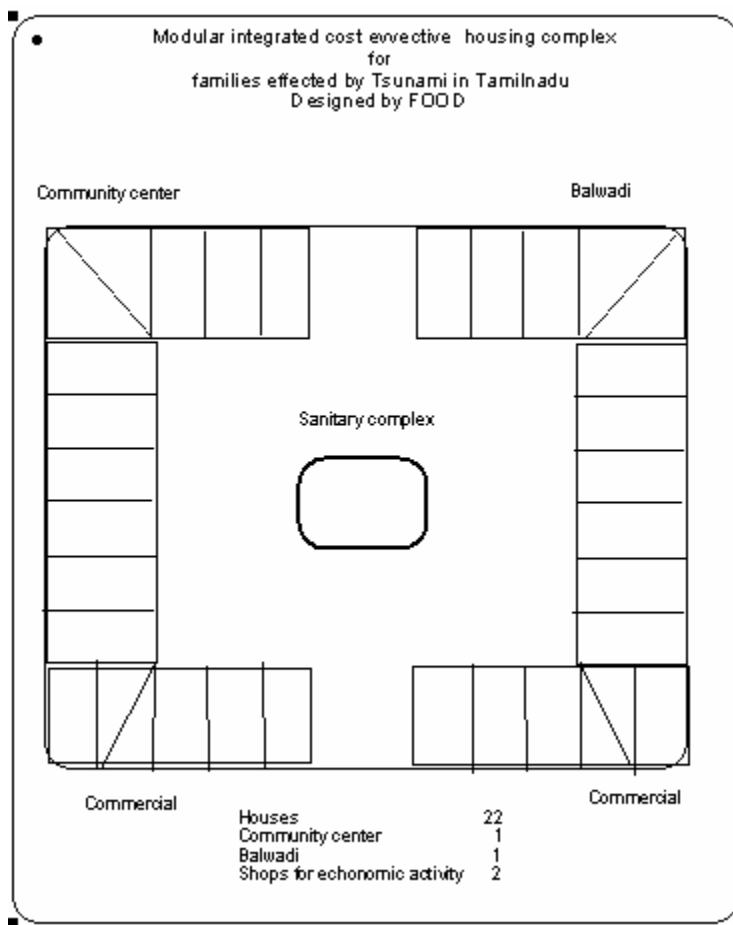 Modular integrated cost evvective housing complex
for
families effected by Tsunami in Tamilnadu
Designed by FOOD
Community center
Balwadi
Sanitary complex
Commercial
Commercial
Houses 22
Community center 1
Balwadi 1
Shops for echonomic activity 2